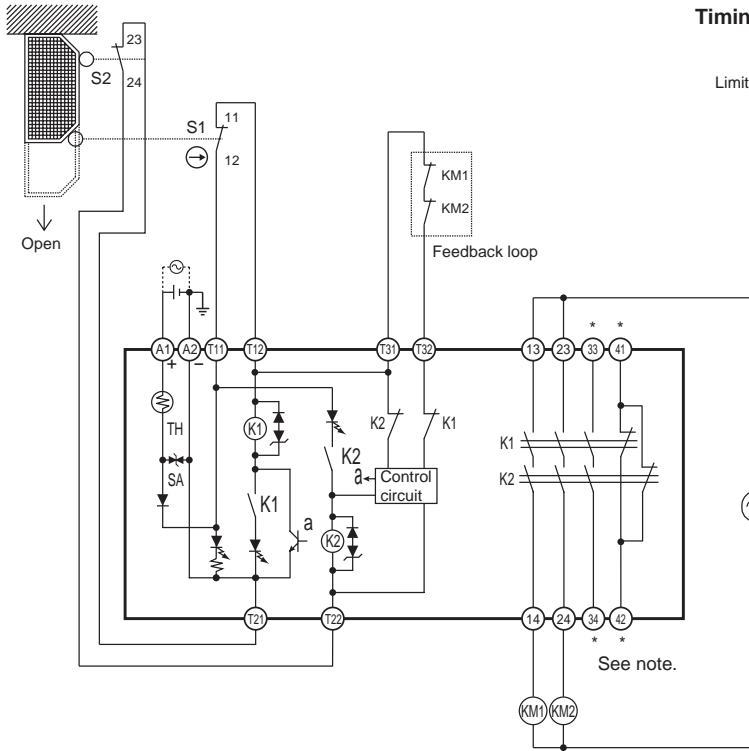 Timin
Limit
23
S2
24
S1
11
12
KM1
KM2
Feedback loop
Open
A1
A2
T11
T12
T31
T32
13
23
33
41
*
*
+
−
TH
SA
K1
K1
a
K2
K2
K2
K1
a
Control
circuit
K1
K2
T21
T22
14
24
34
42
*
*
See note.
KM1
KM2